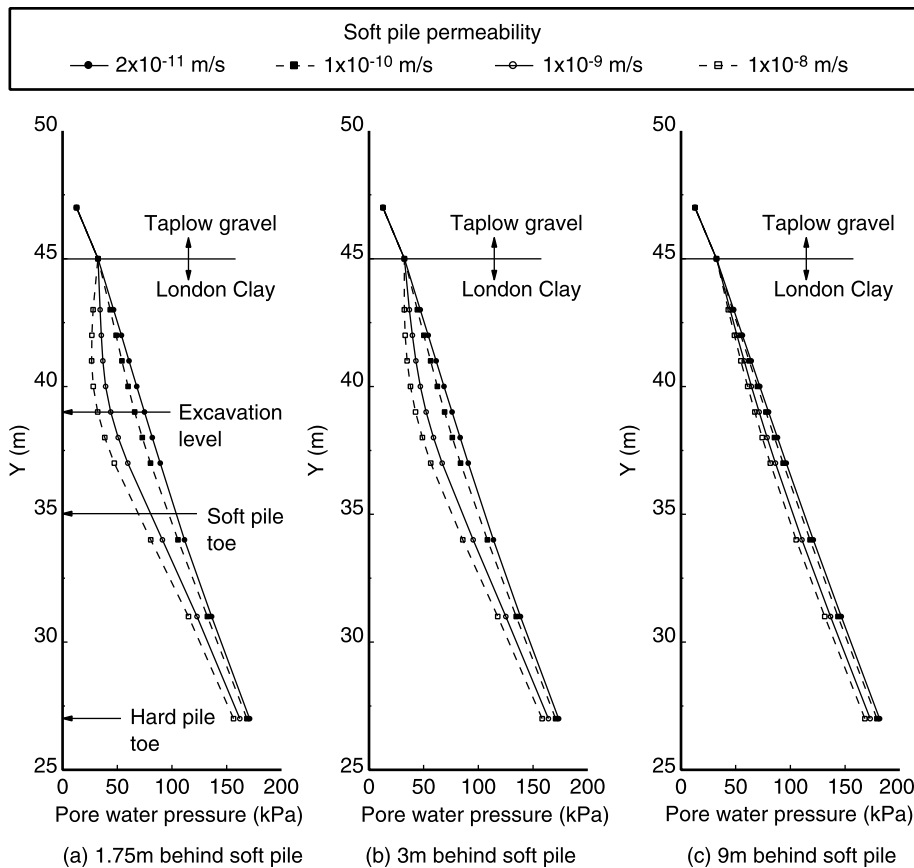 Soft pile permeability
2x10⁻¹¹ m/s
1x10⁻¹⁰ m/s
1x10⁻⁹ m/s
1x10⁻⁸ m/s
50
45
40
35
30
25
Y (m)
Taplow gravel
London Clay
Excavation
level
Soft pile
toe
Hard pile
toe
0
50
100
150
200
Pore water pressure (kPa)
(a) 1.75m behind soft pile
50
45
40
35
30
25
Y (m)
Taplow gravel
London Clay
0
50
100
150
200
Pore water pressure (kPa)
(b) 3m behind soft pile
50
45
40
35
30
25
Y (m)
Taplow gravel
London Clay
0
50
100
150
200
Pore water pressure (kPa)
(c) 9m behind soft pile